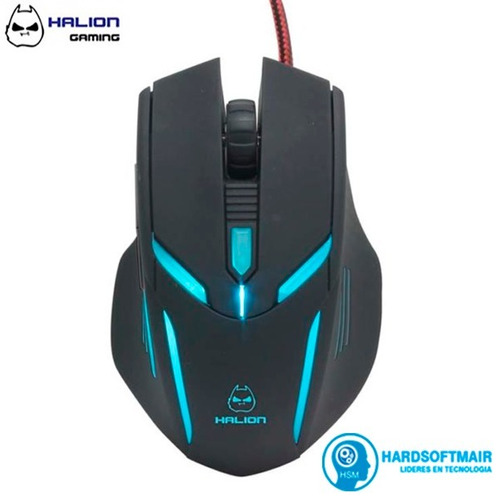 HALION
GAMING
HALION
HSM
HARDSOFTMAIR
LIDERES EN TECNOLOGIA